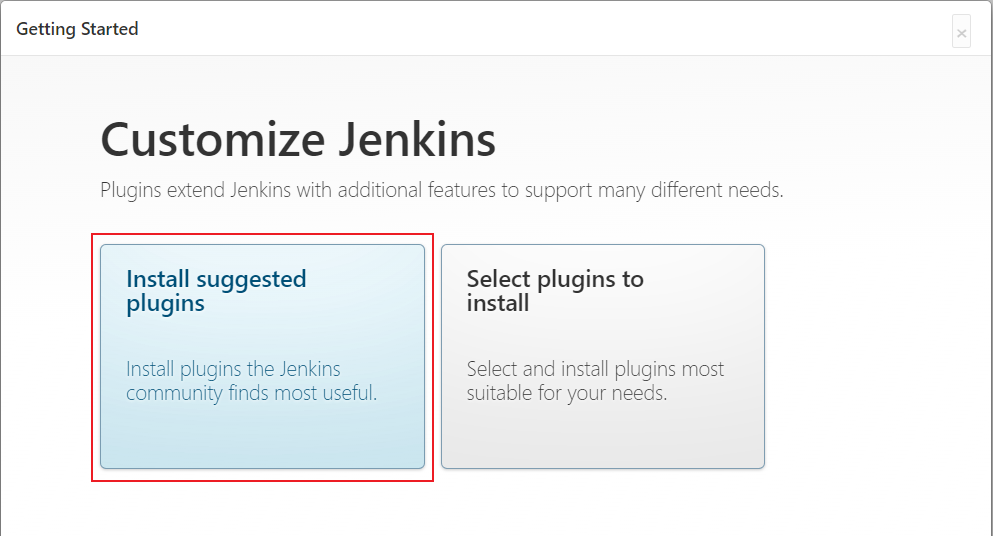 Getting Started
×
Customize Jenkins
Plugins extend Jenkins with additional features to support many different needs.
Install suggested
plugins
Install plugins the Jenkins
community finds most useful.
Select plugins to
install
Select and install plugins most
suitable for your needs.